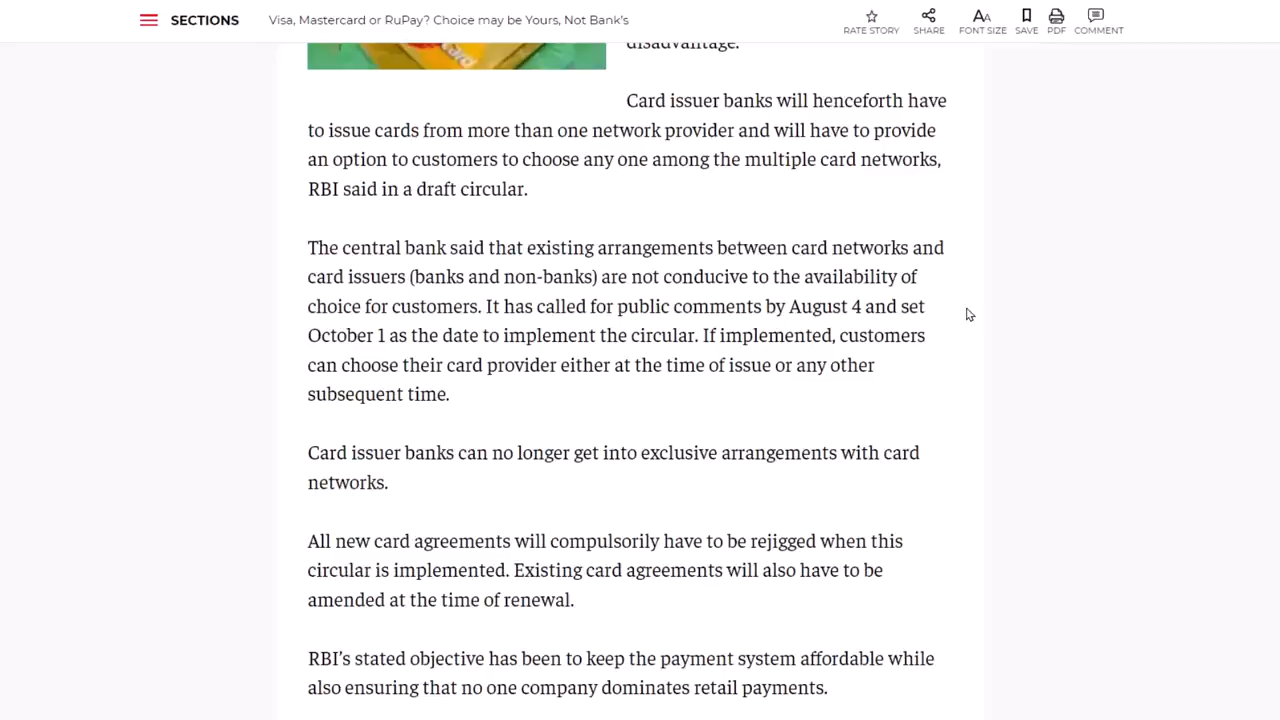 SECTIONS
Visa, Mastercard or RuPay? Choice may be Yours, Not Bank's
RATE STORY
SHARE
FONT SIZE
SAVE
PDF
COMMENT
disadvantage.
Card issuer banks will henceforth have
to issue cards from more than one network provider and will have to provide
an option to customers to choose any one among the multiple card networks,
RBI said in a draft circular.
The central bank said that existing arrangements between card networks and
card issuers (banks and non-banks) are not conducive to the availability of
choice for customers. It has called for public comments by August 4 and set
October 1 as the date to implement the circular. If implemented, customers
can choose their card provider either at the time of issue or any other
subsequent time.
Card issuer banks can no longer get into exclusive arrangements with card
networks.
All new card agreements will compulsorily have to be rejigged when this
circular is implemented. Existing card agreements will also have to be
amended at the time of renewal.
RBI’s stated objective has been to keep the payment system affordable while
also ensuring that no one company dominates retail payments.